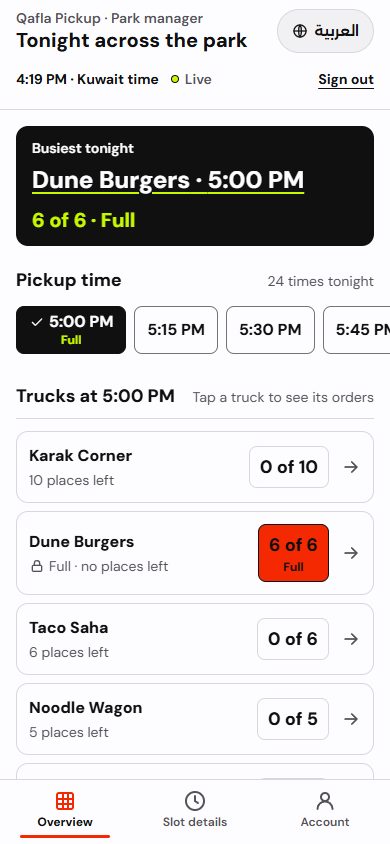 Qafla Pickup · Park manager
Tonight across the park
العربية
4:19 PM · Kuwait time
Live
Sign out
Busiest tonight
Dune Burgers · 5:00 PM
6 of 6 · Full
Pickup time
24 times tonight
5:00 PM
Full
5:15 PM
5:30 PM
5:45 PM
Trucks at 5:00 PM
Tap a truck to see its orders
Karak Corner
10 places left
0 of 10
Dune Burgers
Full · no places left
6 of 6
Full
Taco Saha
6 places left
0 of 6
Noodle Wagon
5 places left
0 of 5
Overview
Slot details
Account